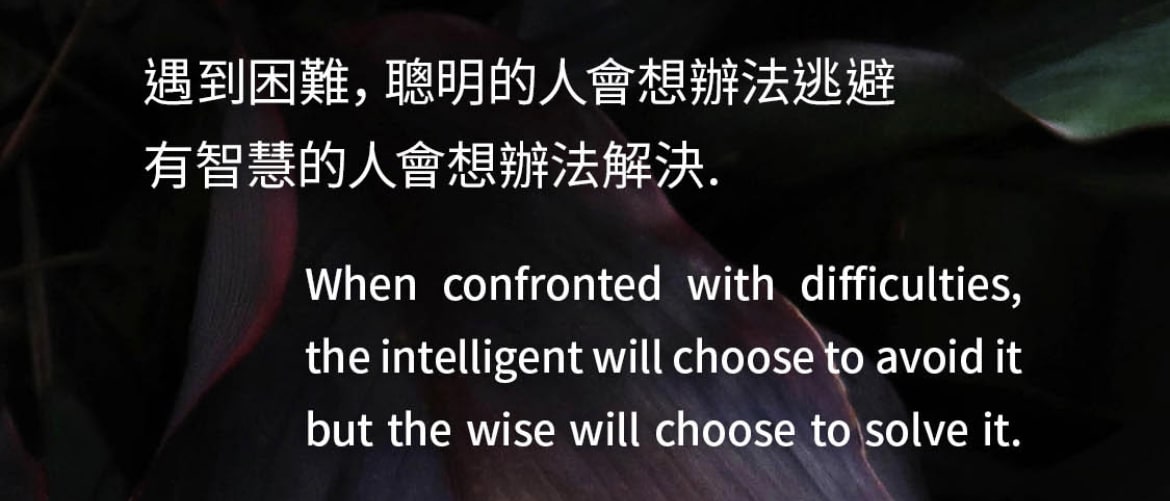 遇到困難，聰明的人會想辦法逃避
有智慧的人會想辦法解決.
When confronted with difficulties,
the intelligent will choose to avoid it
but the wise will choose to solve it.